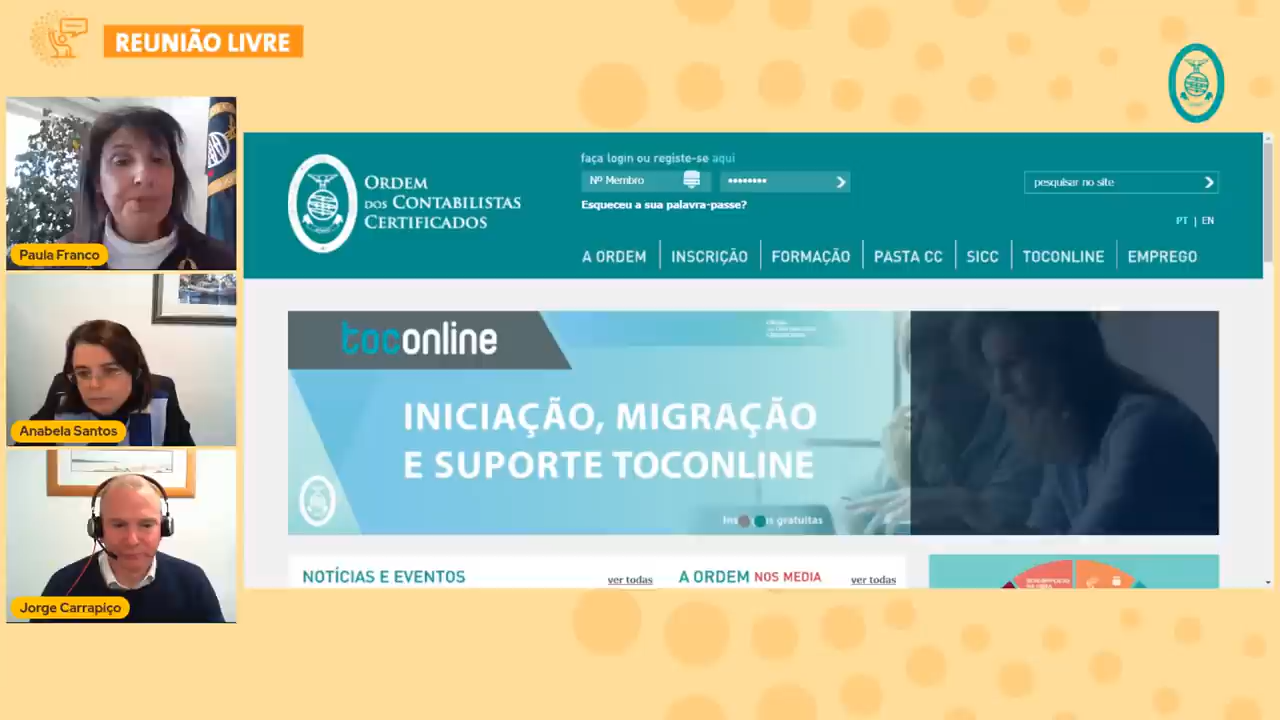 REUNIÃO LIVRE
Paula Franco
Anabela Santos
Jorge Carrapiço
ORDEM
DOS CONTABILISTAS
CERTIFICADOS
faça login ou registe-se aqui
Nº Membro
••••••••
Esqueceu a sua palavra-passe?
pesquisar no site
PT | EN
A ORDEM
INSCRIÇÃO
FORMAÇÃO
PASTA CC
SICC
TOCONLINE
EMPREGO
toconline
INICIAÇÃO, MIGRAÇÃO
E SUPORTE TOCONLINE
gratuitas
NOTÍCIAS E EVENTOS
ver todas
A ORDEM NOS MEDIA
ver todas